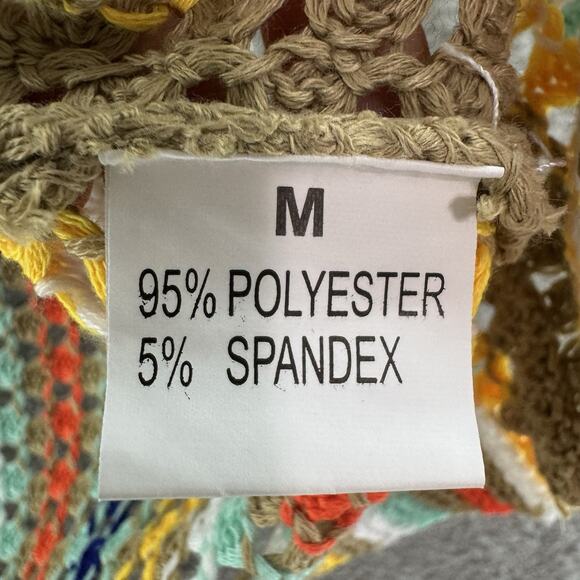 M
95% POLYESTER
5% SPANDEX